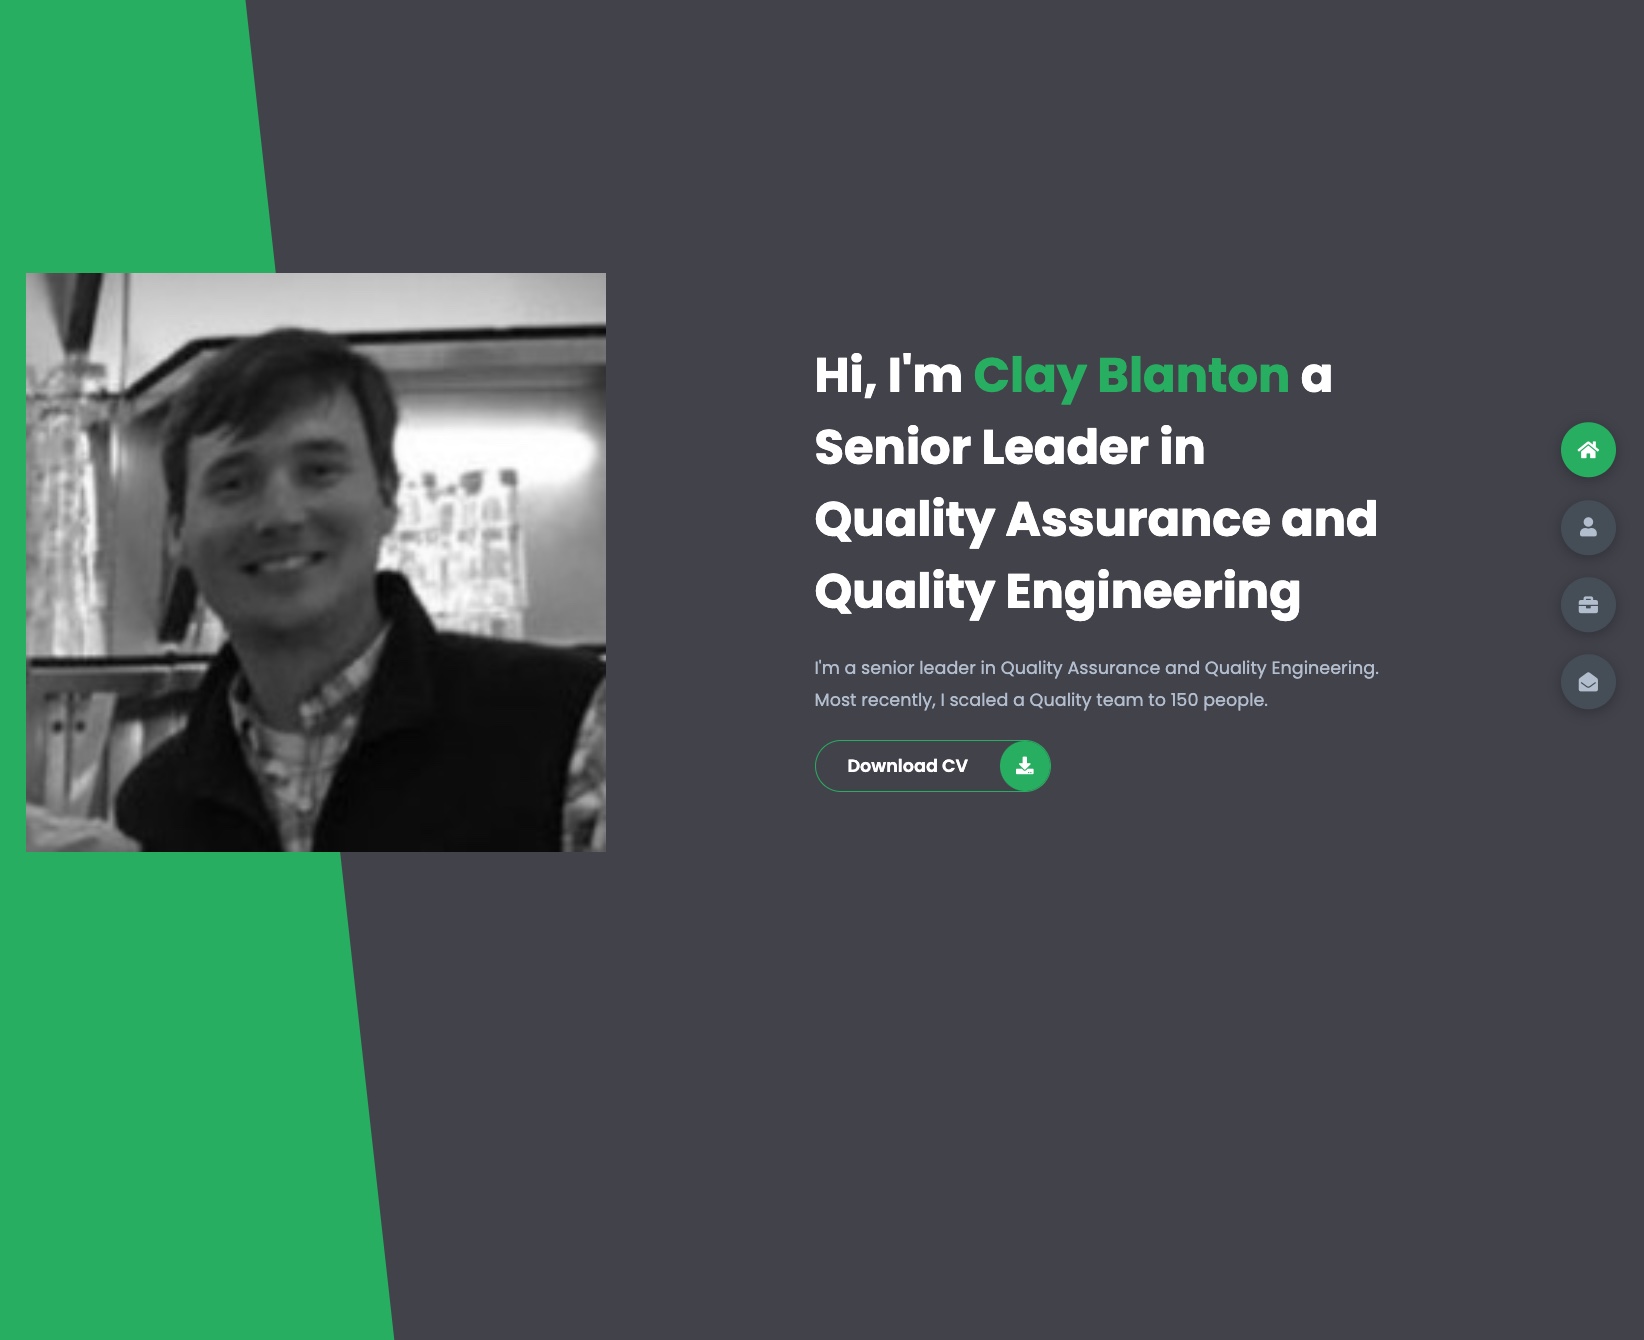 Hi, I'm Clay Blanton a
Senior Leader in
Quality Assurance and
Quality Engineering
I'm a senior leader in Quality Assurance and Quality Engineering.
Most recently, I scaled a Quality team to 150 people.
Download CV